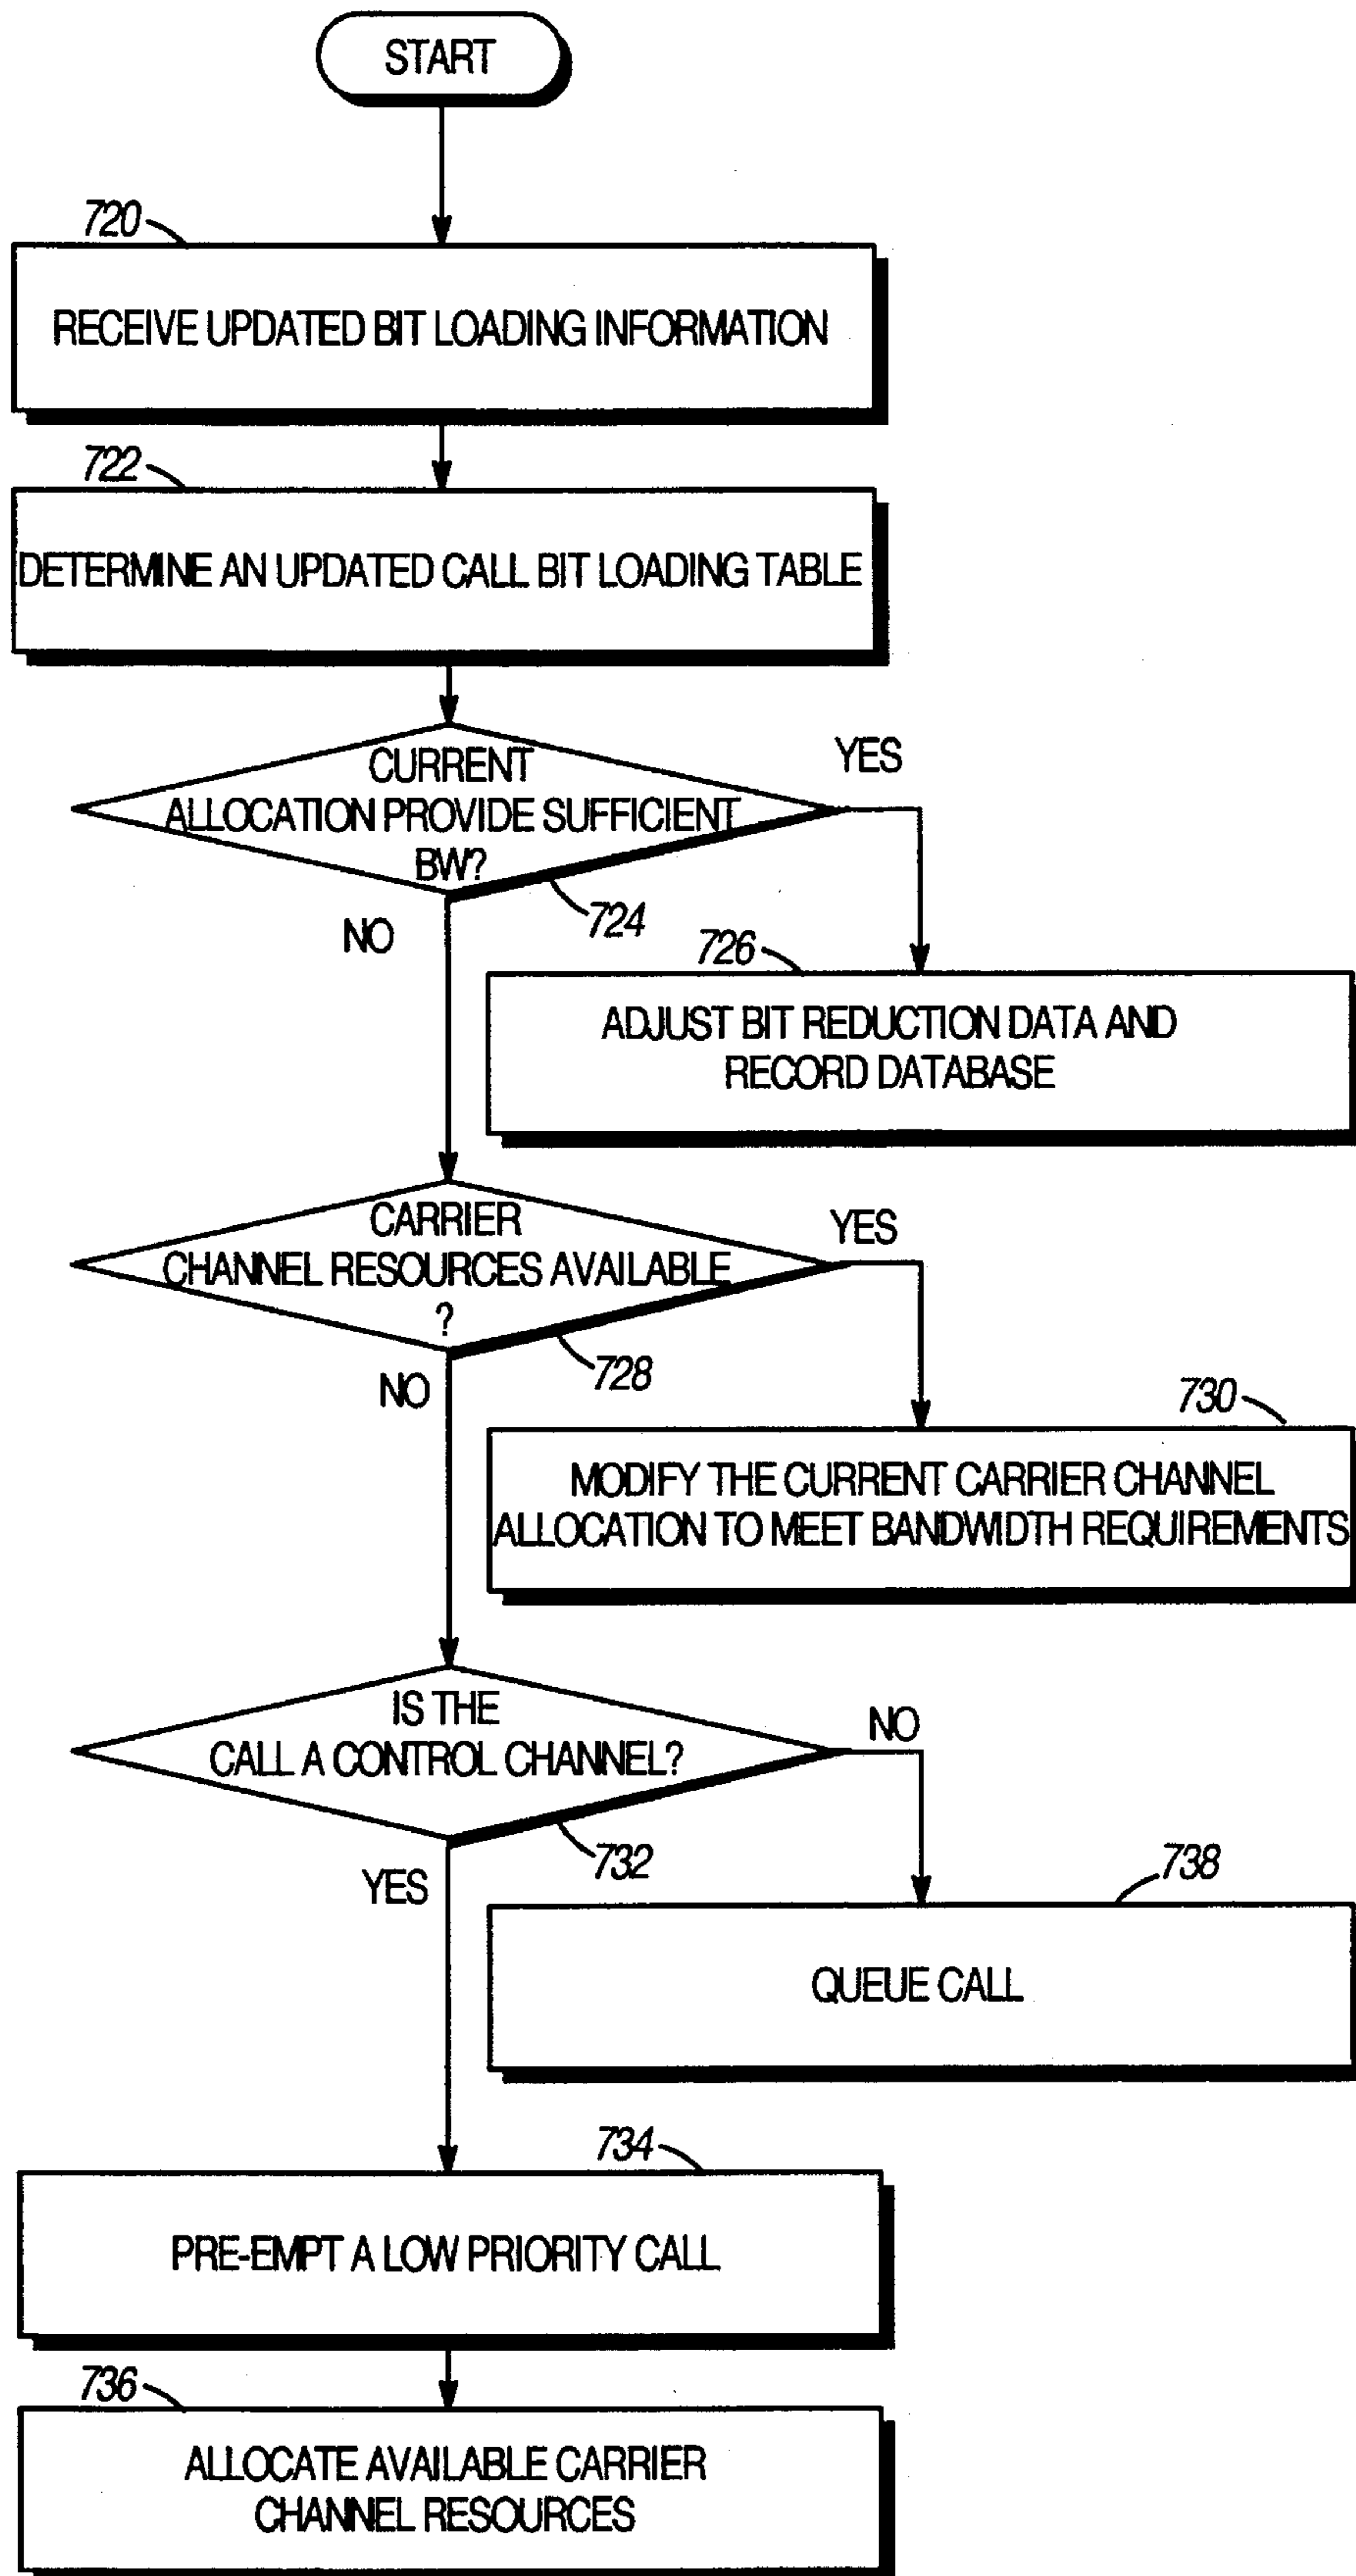 START
720
RECEIVE UPDATED BIT LOADING INFORMATION
722
DETERMINE AN UPDATED CALL BIT LOADING TABLE
CURRENT
ALLOCATION PROVIDE SUFFICIENT
BW?
YES
724
NO
726
ADJUST BIT REDUCTION DATA AND
RECORD DATABASE
CARRIER
CHANNEL RESOURCES AVAILABLE
?
YES
728
NO
730
MODIFY THE CURRENT CARRIER CHANNEL
ALLOCATION TO MEET BANDWIDTH REQUIREMENTS
IS THE
CALL A CONTROL CHANNEL?
NO
732
YES
738
QUEUE CALL
734
PRE-EMPT A LOW PRIORITY CALL
736
ALLOCATE AVAILABLE CARRIER
CHANNEL RESOURCES